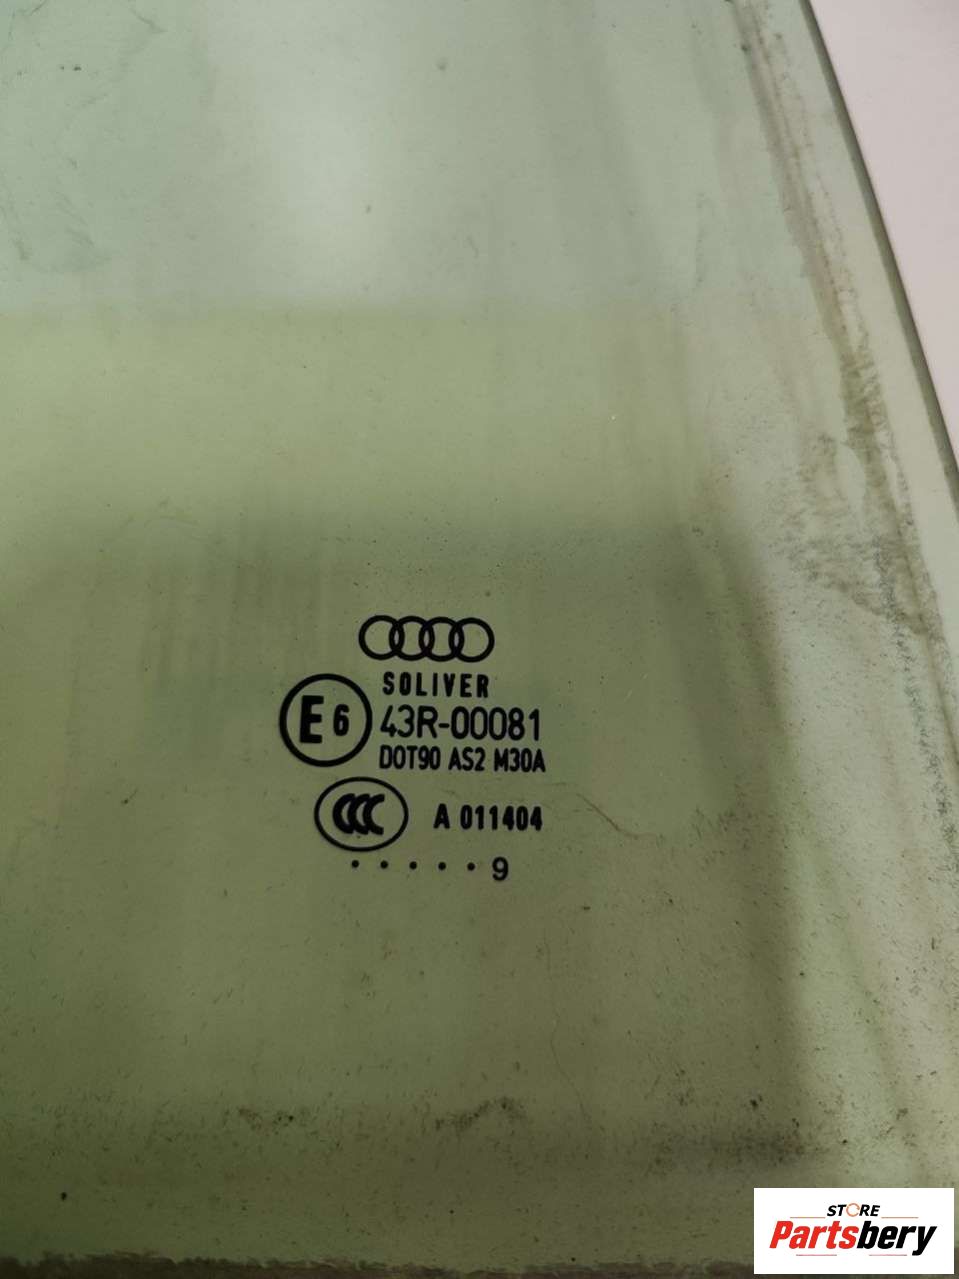 SOLIVER
E6 43R-00081
DOT90 AS2 M30A
CCC A 011404
. . . . . 9
STORE
Partsbery